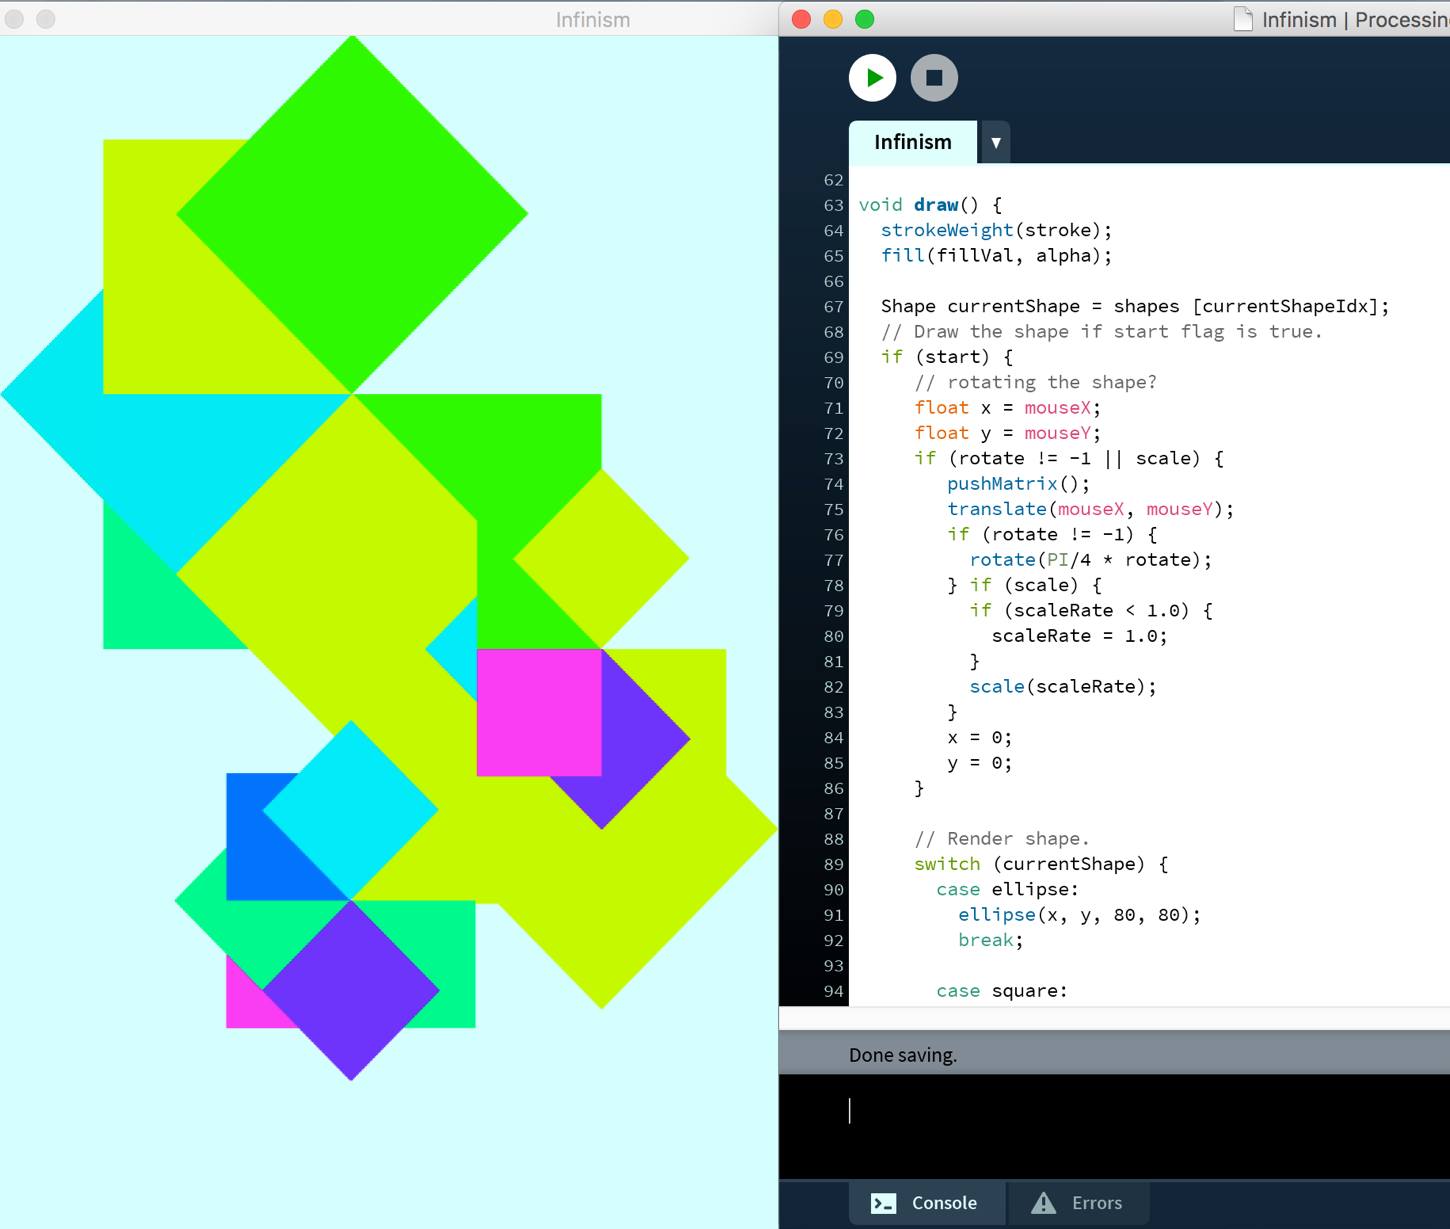 Infinism
Infinism | Processing
Infinism
62
63 void draw() {
64 strokeWeight(stroke);
65 fill(fillVal, alpha);
66
67 Shape currentShape = shapes [currentShapeIdx];
68 // Draw the shape if start flag is true.
69 if (start) {
70 // rotating the shape?
71 float x = mouseX;
72 float y = mouseY;
73 if (rotate != -1 || scale) {
74 pushMatrix();
75 translate(mouseX, mouseY);
76 if (rotate != -1) {
77 rotate(PI/4 * rotate);
78 } if (scale) {
79 if (scaleRate < 1.0) {
80 scaleRate = 1.0;
81 }
82 scale(scaleRate);
83 }
84 x = 0;
85 y = 0;
86 }
87
88 // Render shape.
89 switch (currentShape) {
90 case ellipse:
91 ellipse(x, y, 80, 80);
92 break;
93
94 case square:
Done saving.
Console
Errors